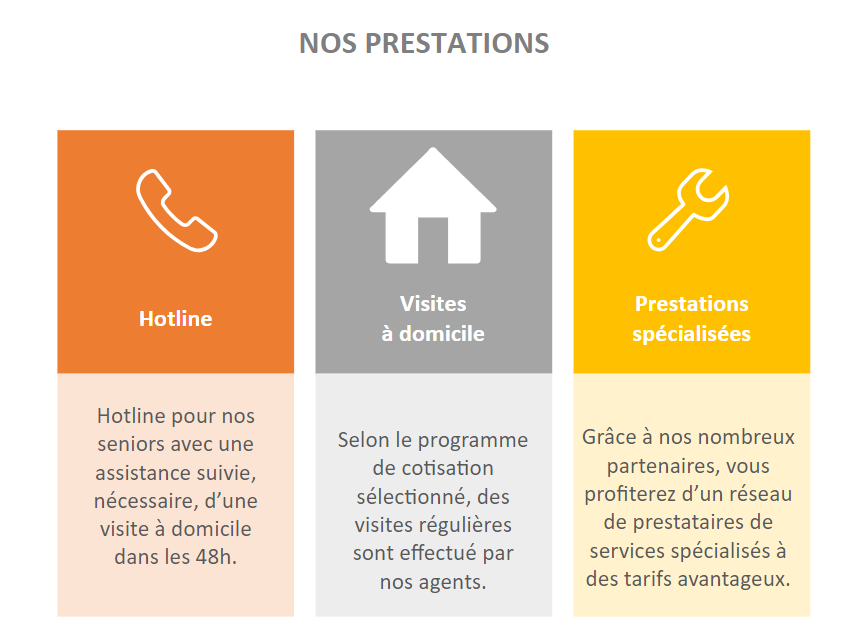 NOS PRESTATIONS
Hotline
Hotline pour nos
seniors avec une
assistance suivie,
nécessaire, d’une
visite à domicile
dans les 48h.
Visites
à domicile
Selon le programme
de cotisation
sélectionné, des
visites régulières
sont effectué par
nos agents.
Prestations
spécialisées
Grâce à nos nombreux
partenaires, vous
profiterez d’un réseau
de prestataires de
services spécialisés à
des tarifs avantageux.